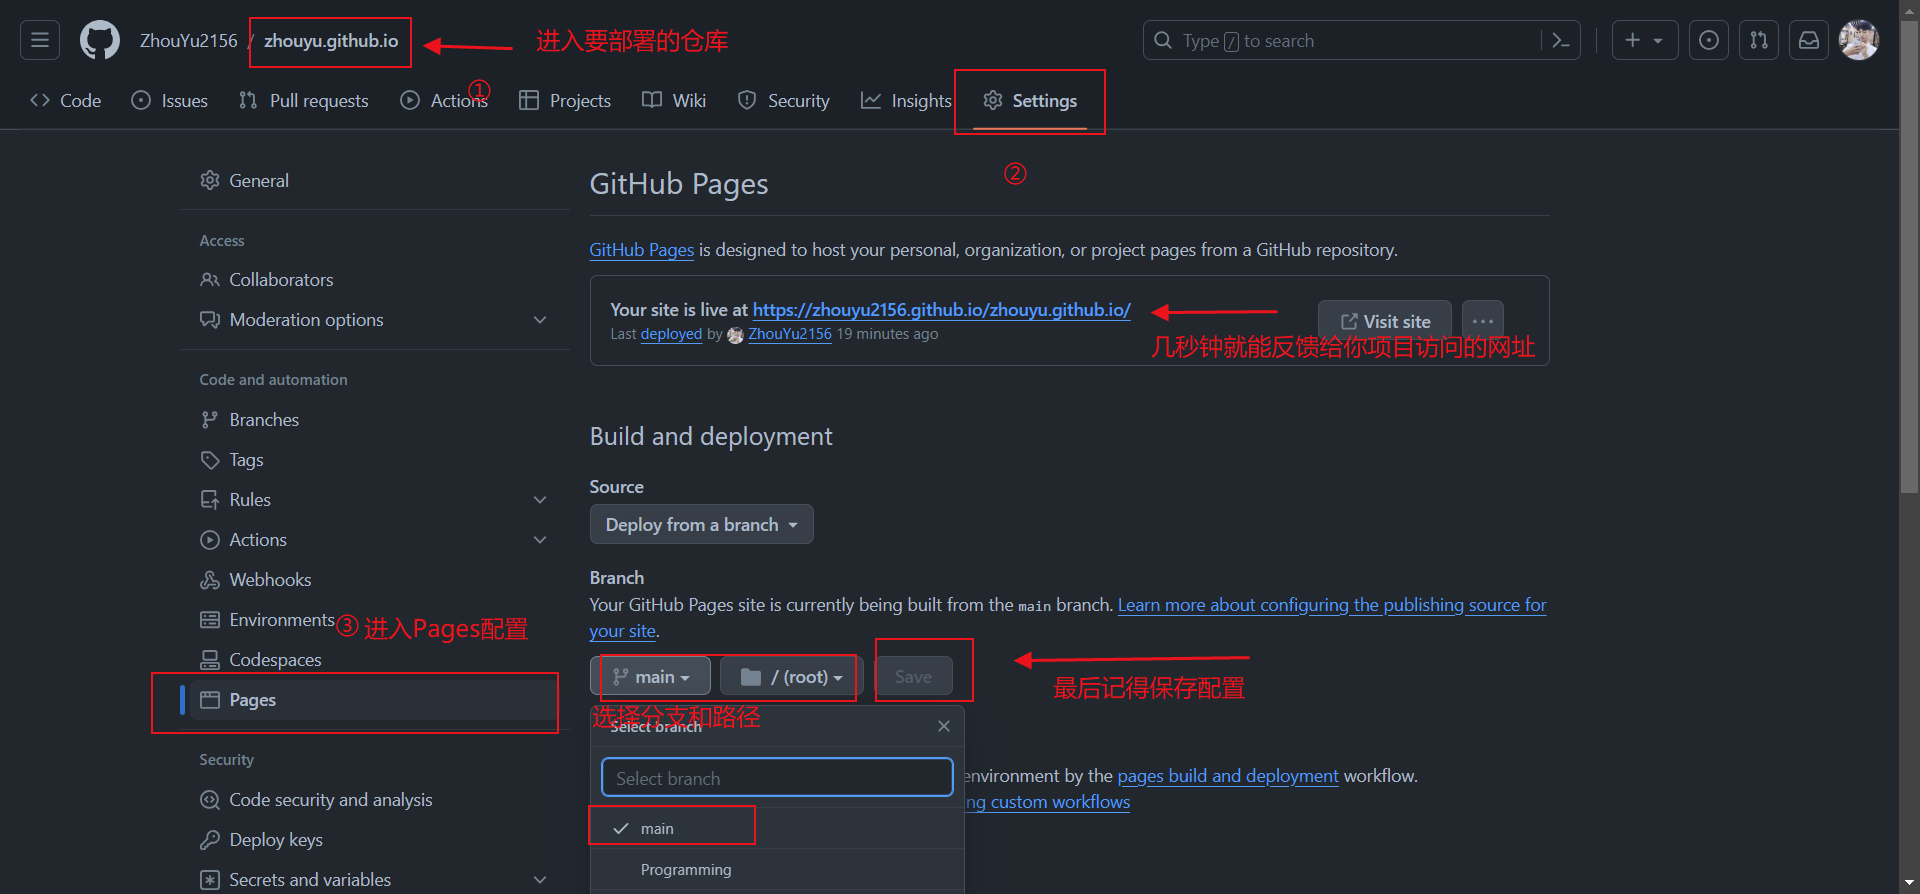 ZhouYu2156 / zhouyu.github.io
进入要部署的仓库
Type / to search
Code
Issues
Pull requests
Actions
①
Projects
Wiki
Security
Insights
Settings
②
General
Access
Collaborators
Moderation options
Code and automation
Branches
Tags
Rules
Actions
Webhooks
Environments
③ 进入Pages配置
Codespaces
Pages
Security
Code security and analysis
Deploy keys
Secrets and variables
GitHub Pages
GitHub Pages is designed to host your personal, organization, or project pages from a GitHub repository.
Your site is live at https://zhouyu2156.github.io/zhouyu.github.io/
Last deployed by ZhouYu2156 19 minutes ago
Visit site
几秒钟就能反馈给你项目访问的网址
Build and deployment
Source
Deploy from a branch
Branch
Your GitHub Pages site is currently being built from the main branch. Learn more about configuring the publishing source for
your site.
main
/ (root)
Save
最后记得保存配置
选择分支和路径
Select branch
Select branch
main
Programming
environment by the pages build and deployment workflow.
ng custom workflows